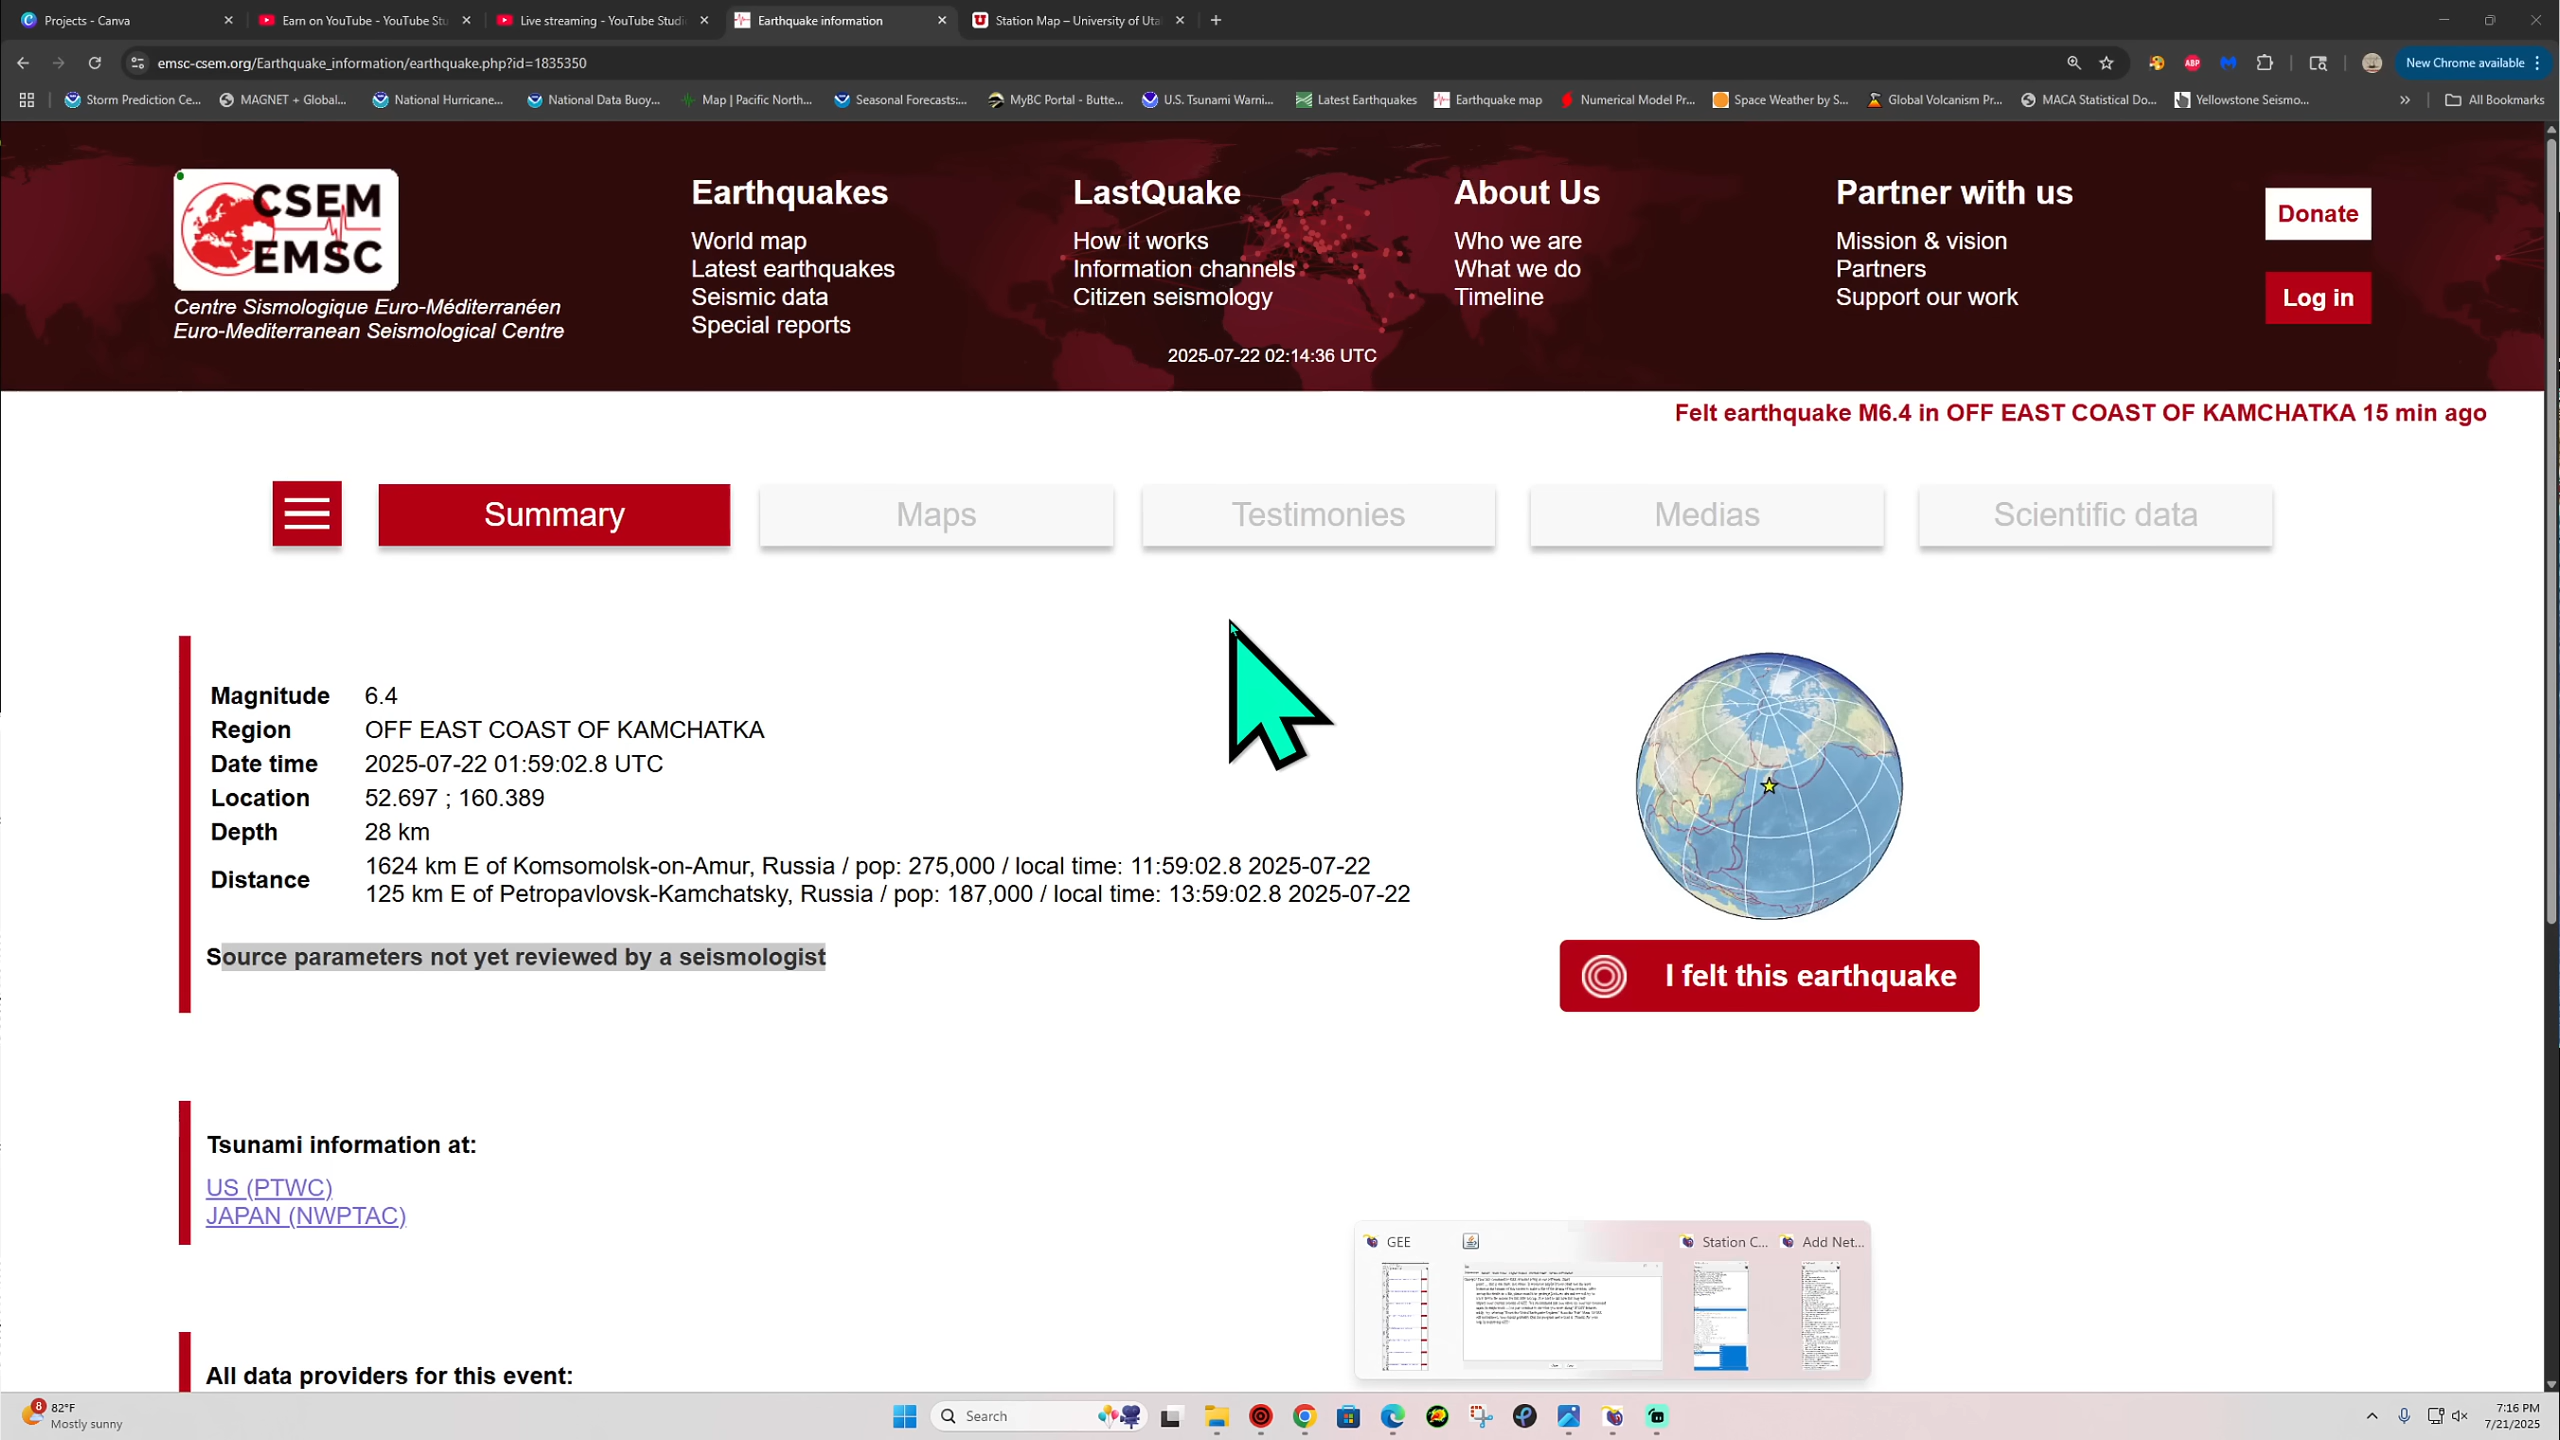 Projects - Canva
Earn on YouTube - YouTube Stu
Live streaming - YouTube Studi
Earthquake information
Station Map – University of Uta
emsc-csem.org/Earthquake_information/earthquake.php?id=1835350
ABP
New Chrome available
Storm Prediction Ce...
MAGNET + Global...
National Hurricane...
National Data Buoy...
Map | Pacific North...
Seasonal Forecasts:...
MyBC Portal - Butte...
U.S. Tsunami Warni...
Latest Earthquakes
Earthquake map
Numerical Model Pr...
Space Weather by S...
Global Volcanism Pr...
MACA Statistical Do...
Yellowstone Seismo...
All Bookmarks
CSEM
EMSC
Centre Sismologique Euro-Méditerranéen
Euro-Mediterranean Seismological Centre
Earthquakes
World map
Latest earthquakes
Seismic data
Special reports
LastQuake
How it works
Information channels
Citizen seismology
About Us
Who we are
What we do
Timeline
Partner with us
Mission & vision
Partners
Support our work
Donate
Log in
2025-07-22 02:14:36 UTC
Felt earthquake M6.4 in OFF EAST COAST OF KAMCHATKA 15 min ago
Summary
Maps
Testimonies
Medias
Scientific data
Magnitude 6.4
Region OFF EAST COAST OF KAMCHATKA
Date time 2025-07-22 01:59:02.8 UTC
Location 52.697 ; 160.389
Depth 28 km
Distance 1624 km E of Komsomolsk-on-Amur, Russia / pop: 275,000 / local time: 11:59:02.8 2025-07-22
125 km E of Petropavlovsk-Kamchatsky, Russia / pop: 187,000 / local time: 13:59:02.8 2025-07-22
Source parameters not yet reviewed by a seismologist
I felt this earthquake
Tsunami information at:
US (PTWC)
JAPAN (NWPTAC)
All data providers for this event:
GEE
Station C...
Add Net...
8
82°F
Mostly sunny
Search
7:16 PM
7/21/2025